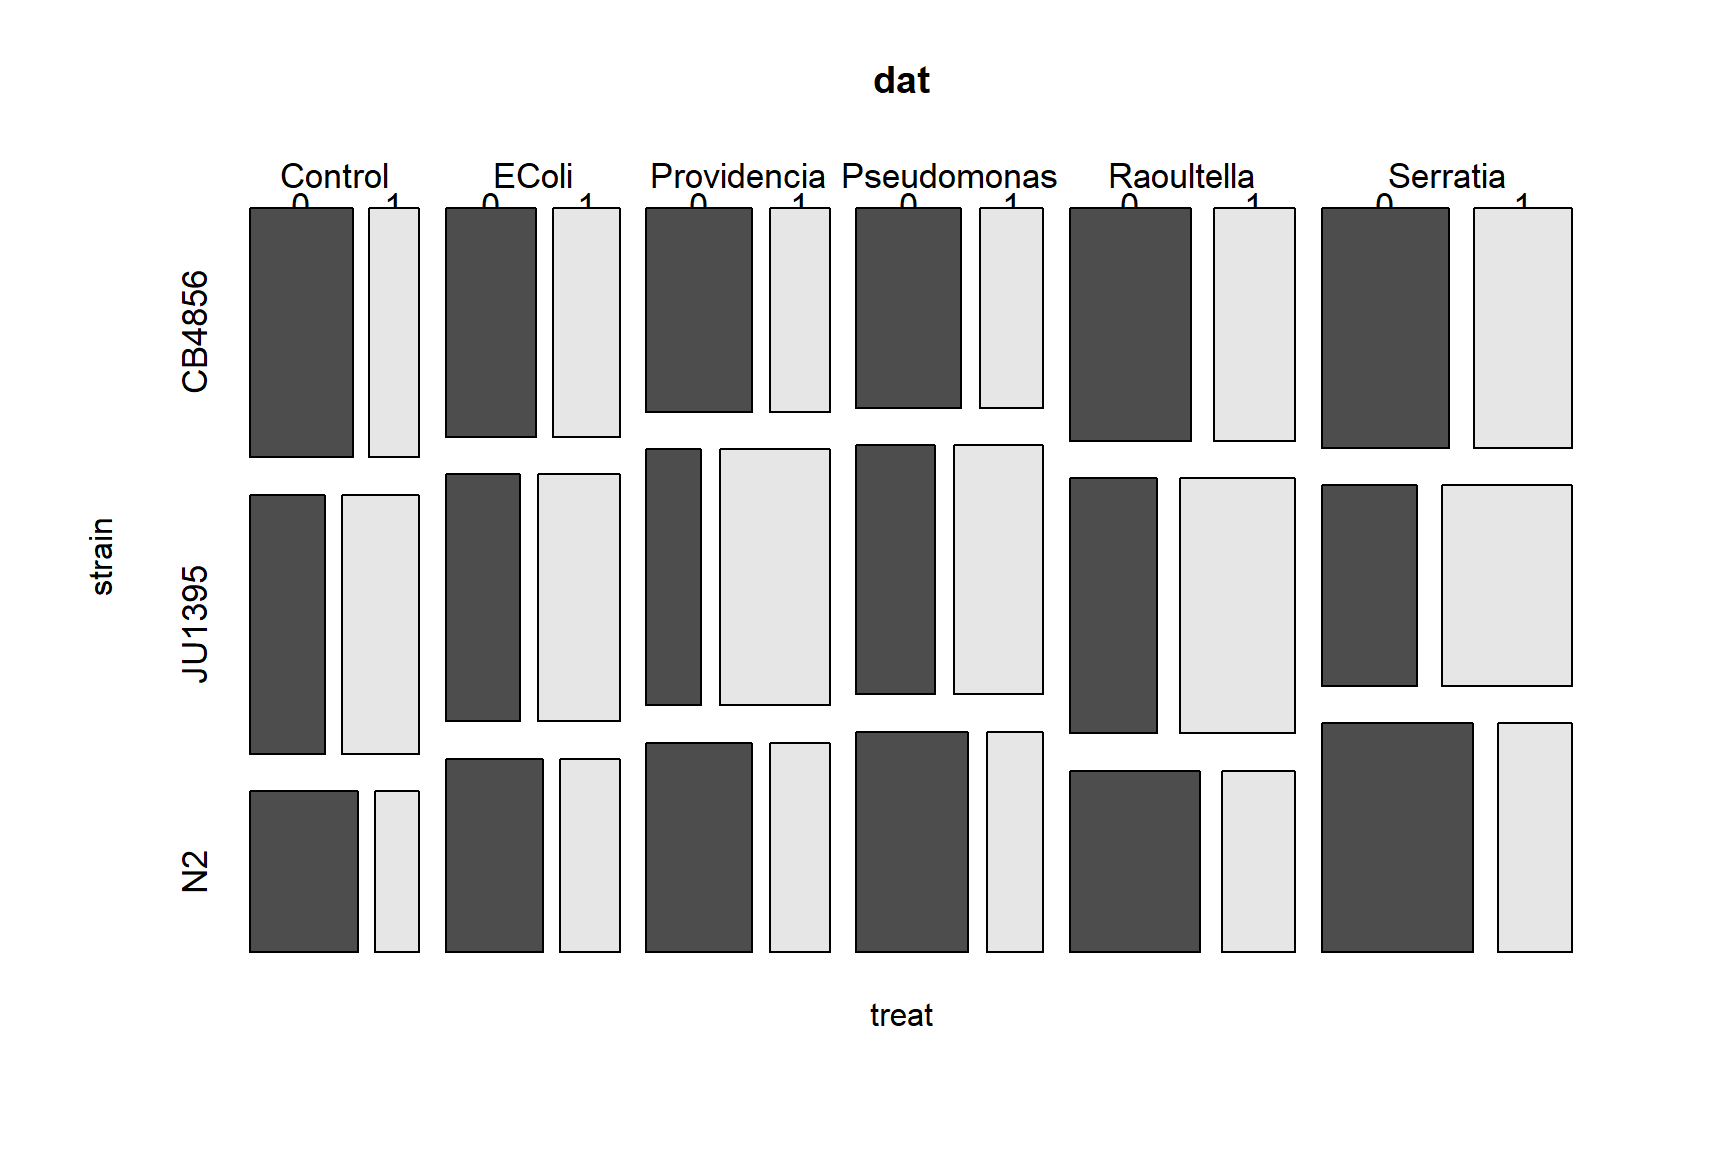 dat
Control EColi Providencia Pseudomonas Raoultella Serratia
0 1 0 1 0 1 0 1 0 1 0 1
CB4856
strain
JU1395
N2
treat